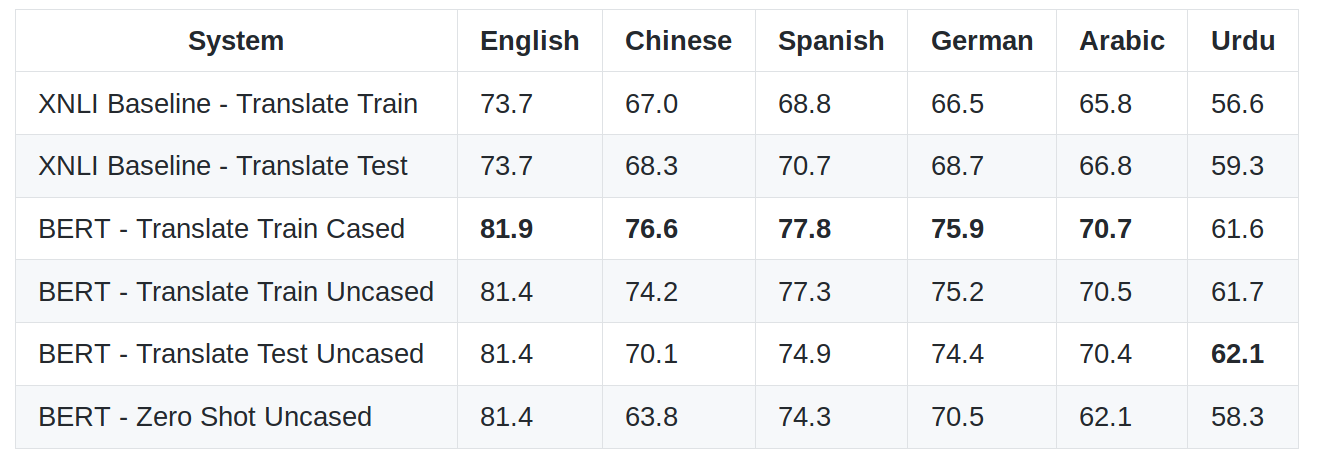 System English Chinese Spanish German Arabic Urdu
XNLI Baseline - Translate Train 73.7 67.0 68.8 66.5 65.8 56.6
XNLI Baseline - Translate Test 73.7 68.3 70.7 68.7 66.8 59.3
BERT - Translate Train Cased 81.9 76.6 77.8 75.9 70.7 61.6
BERT - Translate Train Uncased 81.4 74.2 77.3 75.2 70.5 61.7
BERT - Translate Test Uncased 81.4 70.1 74.9 74.4 70.4 62.1
BERT - Zero Shot Uncased 81.4 63.8 74.3 70.5 62.1 58.3